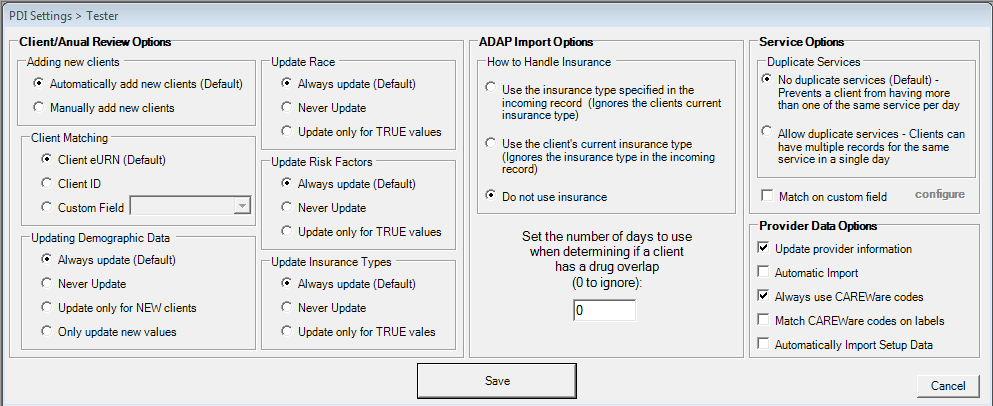 PDI Settings > Tester
Client/Anual Review Options
Adding new clients
Automatically add new clients (Default)
Manually add new clients
Client Matching
Client eURN (Default)
Client ID
Custom Field
Updating Demographic Data
Always update (Default)
Never Update
Update only for NEW clients
Only update new values
Update Race
Always update (Default)
Never Update
Update only for TRUE values
Update Risk Factors
Always update (Default)
Never Update
Update only for TRUE values
Update Insurance Types
Always update (Default)
Never Update
Update only for TRUE vales
ADAP Import Options
How to Handle Insurance
Use the insurance type specified in the
incoming record  (Ignores the clients current
insurance type)
Use the client's current insurance type
(Ignores the insurance type in the incoming
record)
Do not use insurance
Set the number of days to use
when determining if a client
has a drug overlap
(0 to ignore):
0
Service Options
Duplicate Services
No duplicate services (Default) -
Prevents a client from having more
than one of the same service per day
Allow duplicate services - Clients can
have multiple records for the same
service in a single day
Match on custom field
configure
Provider Data Options
Update provider information
Automatic Import
Always use CAREWare codes
Match CAREWare codes on labels
Automatically Import Setup Data
Save
Cancel